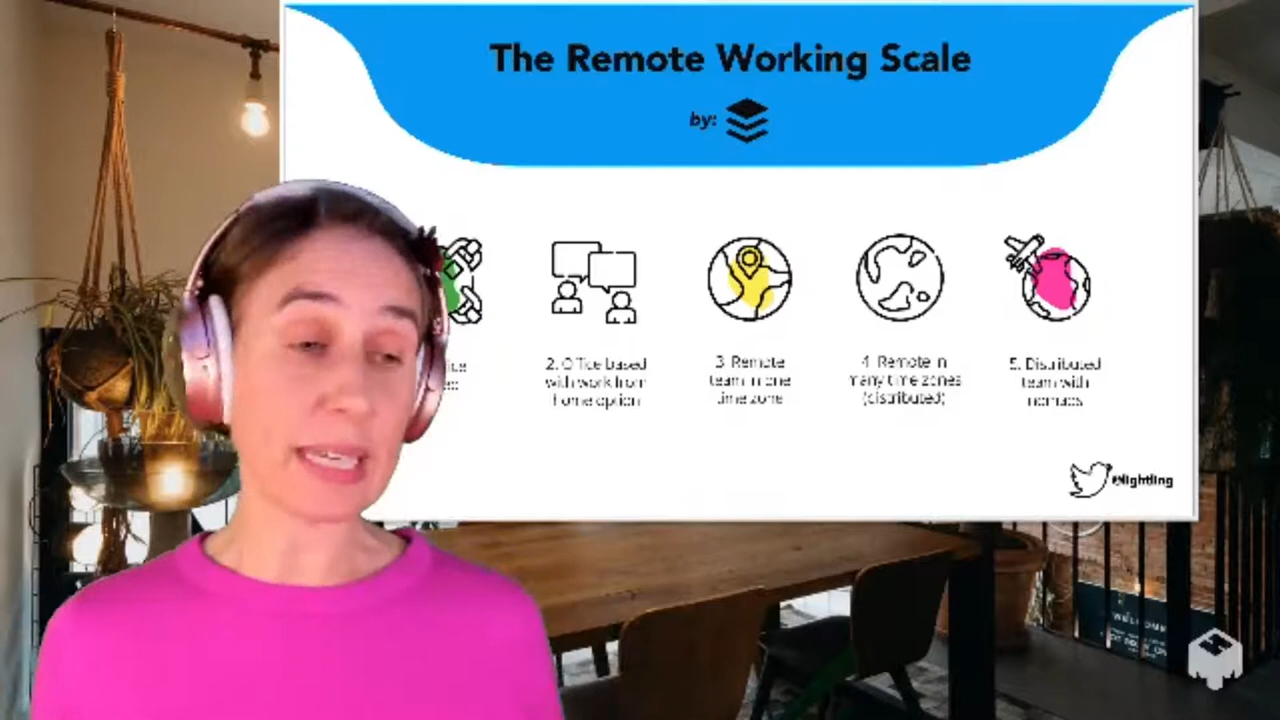 The Remote Working Scale
by:
2. Office based
with work from
home option
3. Remote
team in one
time zone
4. Remote in
many time zones
(distributed)
5. Distributed
team with
nomads
@lightling